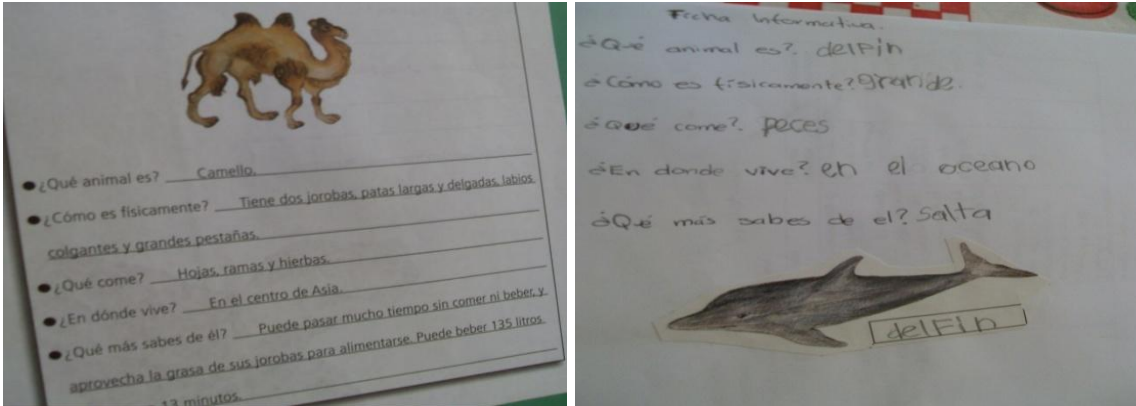 ¿Qué animal es? Camello.
¿Cómo es físicamente? Tiene dos jorobas, patas largas y delgadas, labios
colgantes y grandes pestañas.
¿Qué come? Hojas, ramas y hierbas.
¿En dónde vive? En el centro de Asia.
¿Qué más sabes de él? Puede pasar mucho tiempo sin comer ni beber, y
aprovecha la grasa de sus jorobas para alimentarse. Puede beber 135 litros
13 minutos.
Ficha informativa.
¿Qué animal es? delFin
¿Cómo es físicamente? grande.
¿Qué come? peces
¿En donde vive? en el oceano
¿Qé más sabes de el? Salta
delFin